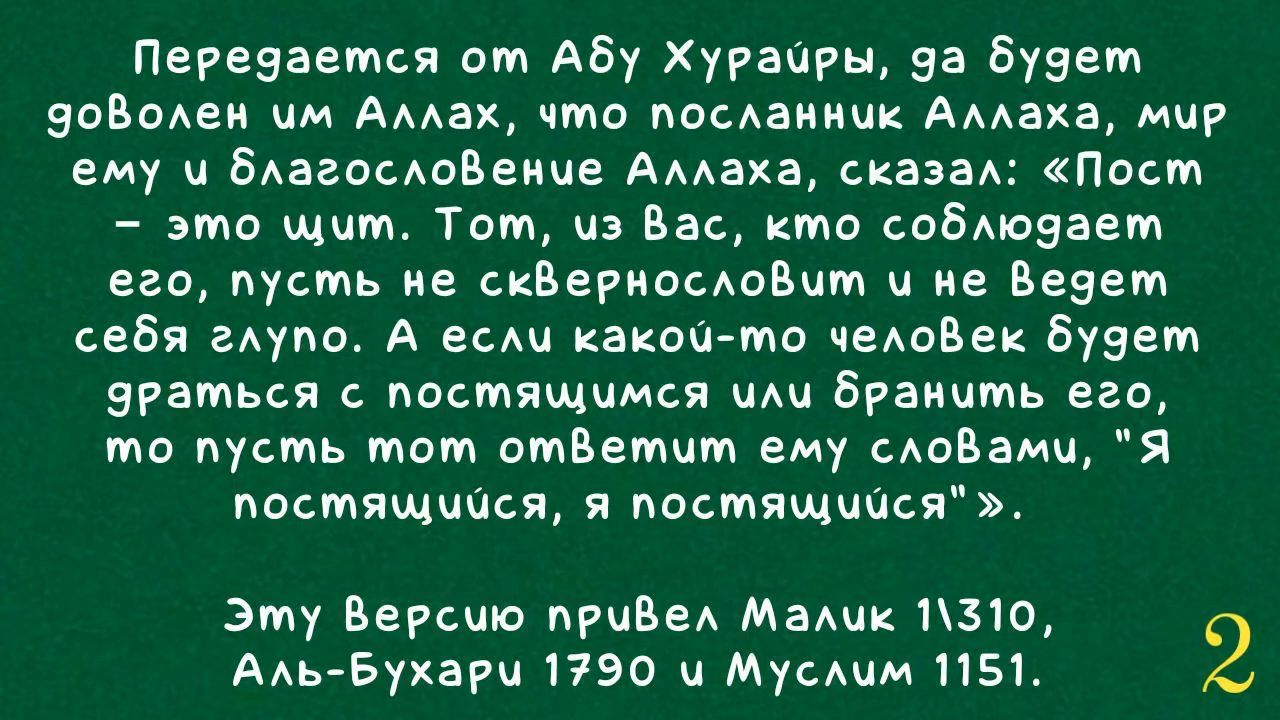 Передается от Абу Хурайры, да будет
доволен им Аллах, что посланник Аллаха, мир
ему и благословение Аллаха, сказал: «Пост
– это щит. Тот, из вас, кто соблюдает
его, пусть не сквернословит и не ведет
себя глупо. А если какой-то человек будет
драться с постящимся или бранить его,
то пусть тот ответит ему словами, "Я
постящийся, я постящийся"».
Эту версию привел Малик 1\310,
Аль-Бухари 1790 и Муслим 1151.
2